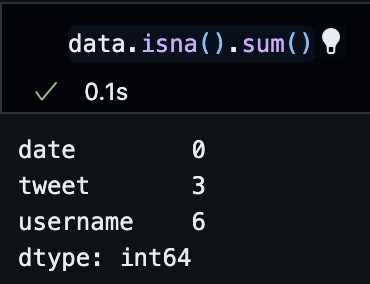 data.isna().sum()
0.1s
date 0
tweet 3
username 6
dtype: int64